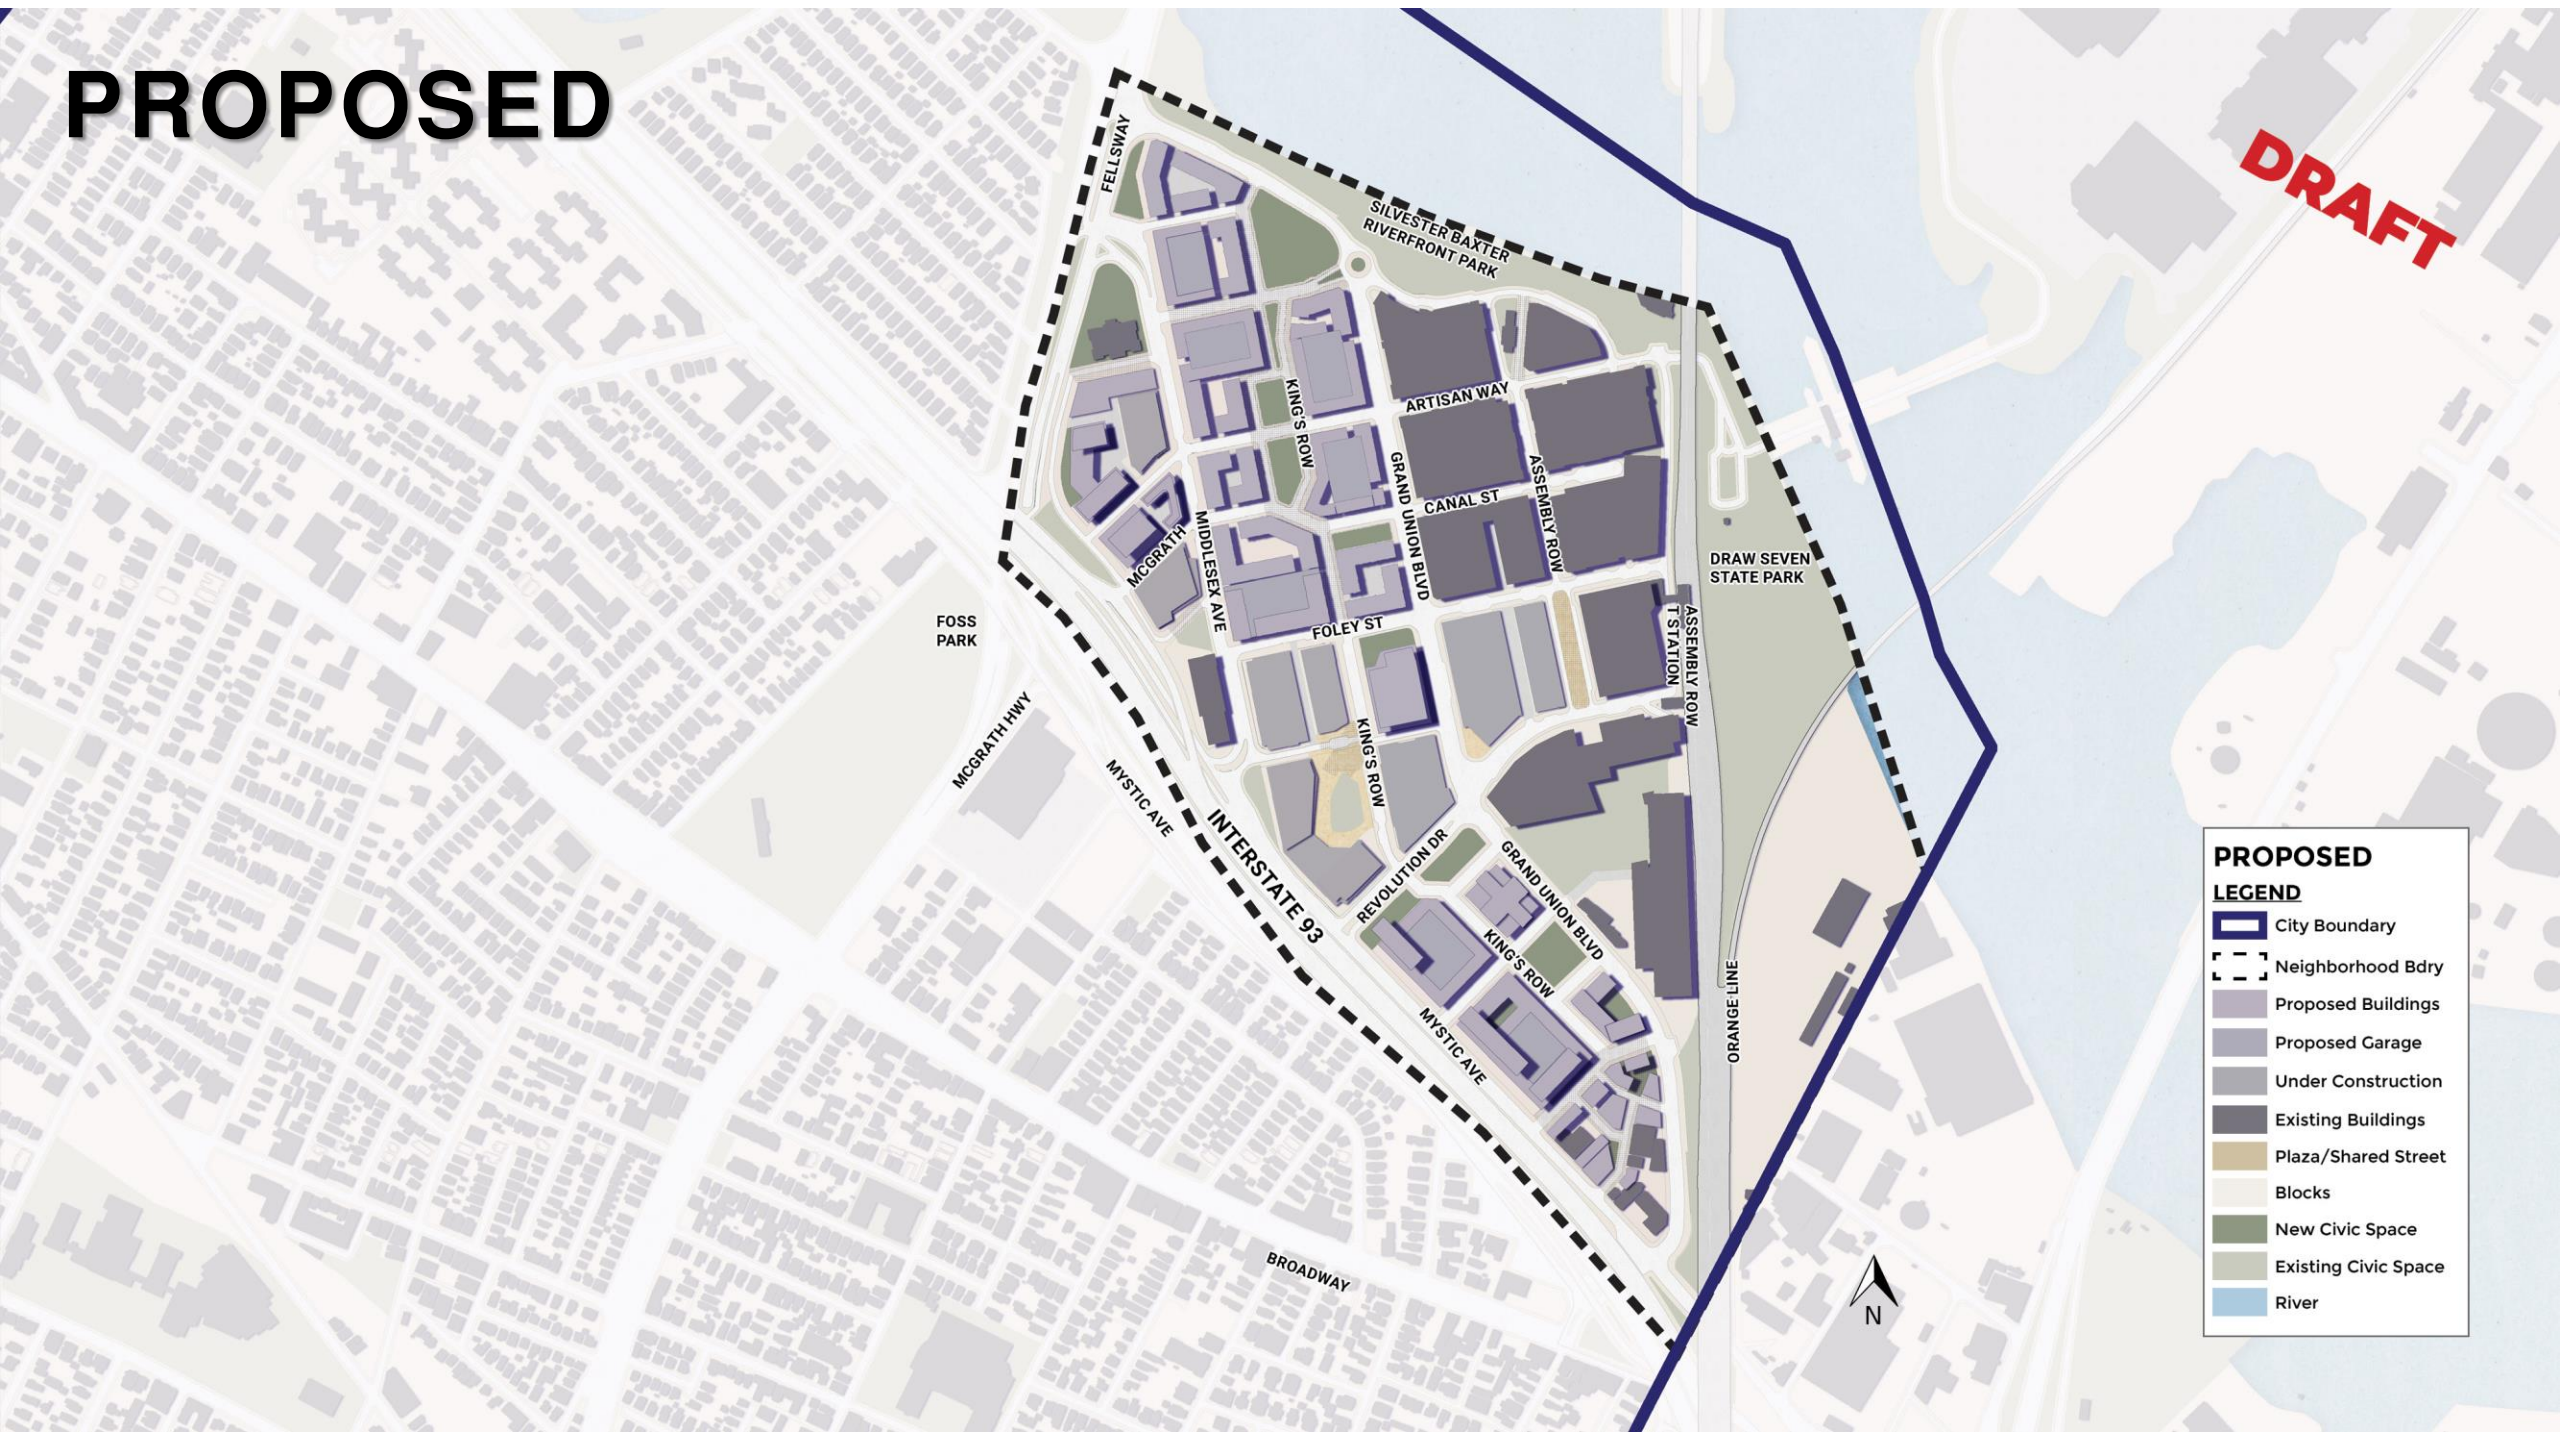 PROPOSED
DRAFT
FELLSWAY
SILVESTER BAXTER
RIVERFRONT PARK
KING'S ROW
ARTISAN WAY
GRAND UNION BLVD
CANAL ST
ASSEMBLY ROW
MCGRATH
MIDDLESEX AVE
FOLEY ST
DRAW SEVEN
STATE PARK
ASSEMBLY ROW
T STATION
FOSS
PARK
MCGRATH HWY
MYSTIC AVE
KING'S ROW
INTERSTATE 93
REVOLUTION DR
GRAND UNION BLVD
KING'S ROW
MYSTIC AVE
ORANGE LINE
BROADWAY
N
PROPOSED
LEGEND
City Boundary
Neighborhood Bdry
Proposed Buildings
Proposed Garage
Under Construction
Existing Buildings
Plaza/Shared Street
Blocks
New Civic Space
Existing Civic Space
River